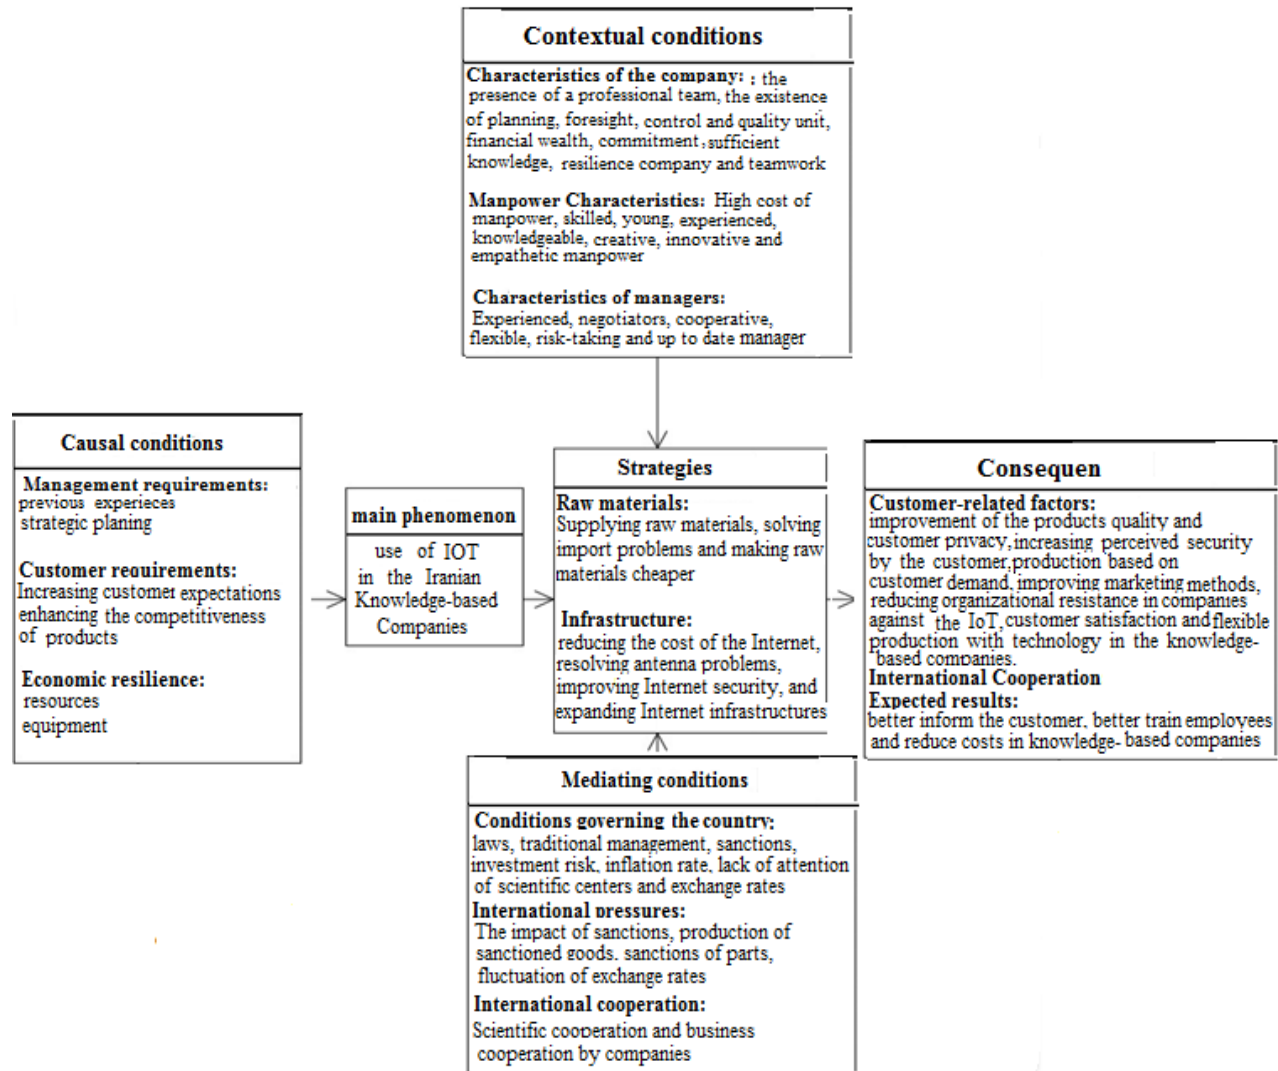 Contextual conditions
Characteristics of the company: : the
presence of a professional team, the existence
of planning, foresight, control and quality unit,
financial wealth, commitment, sufficient
knowledge, resilience company and teamwork
Manpower Characteristics: High cost of
manpower, skilled, young, experienced,
knowledgeable, creative, innovative and
empathetic manpower
Characteristics of managers:
Experienced, negotiators, cooperative,
flexible, risk-taking and up to date manager
Causal conditions
Management requirements:
previous experieces
strategic planing
Customer requirements:
Increasing customer expectations
enhancing the competitiveness
of products
Economic resilience:
resources
equipment
main phenomenon
use of IOT
in the Iranian
Knowledge-based
Companies
Strategies
Raw materials:
Supplying raw materials, solving
import problems and making raw
materials cheaper
Infrastructure:
reducing the cost of the Internet,
resolving antenna problems,
improving Internet security, and
expanding Internet infrastructures
Consequen
Customer-related factors:
improvement of the products quality and
customer privacy, increasing perceived security
by the customer, production based on
customer demand, improving marketing methods,
reducing organizational resistance in companies
against the IoT, customer satisfaction and flexible
production with technology in the knowledge-
based companies.
International Cooperation
Expected results:
better inform the customer, better train employees
and reduce costs in knowledge- based companies
Mediating conditions
Conditions governing the country:
laws, traditional management, sanctions,
investment risk, inflation rate, lack of attention
of scientific centers and exchange rates
International pressures:
The impact of sanctions, production of
sanctioned goods, sanctions of parts,
fluctuation of exchange rates
International cooperation:
Scientific cooperation and business
cooperation by companies